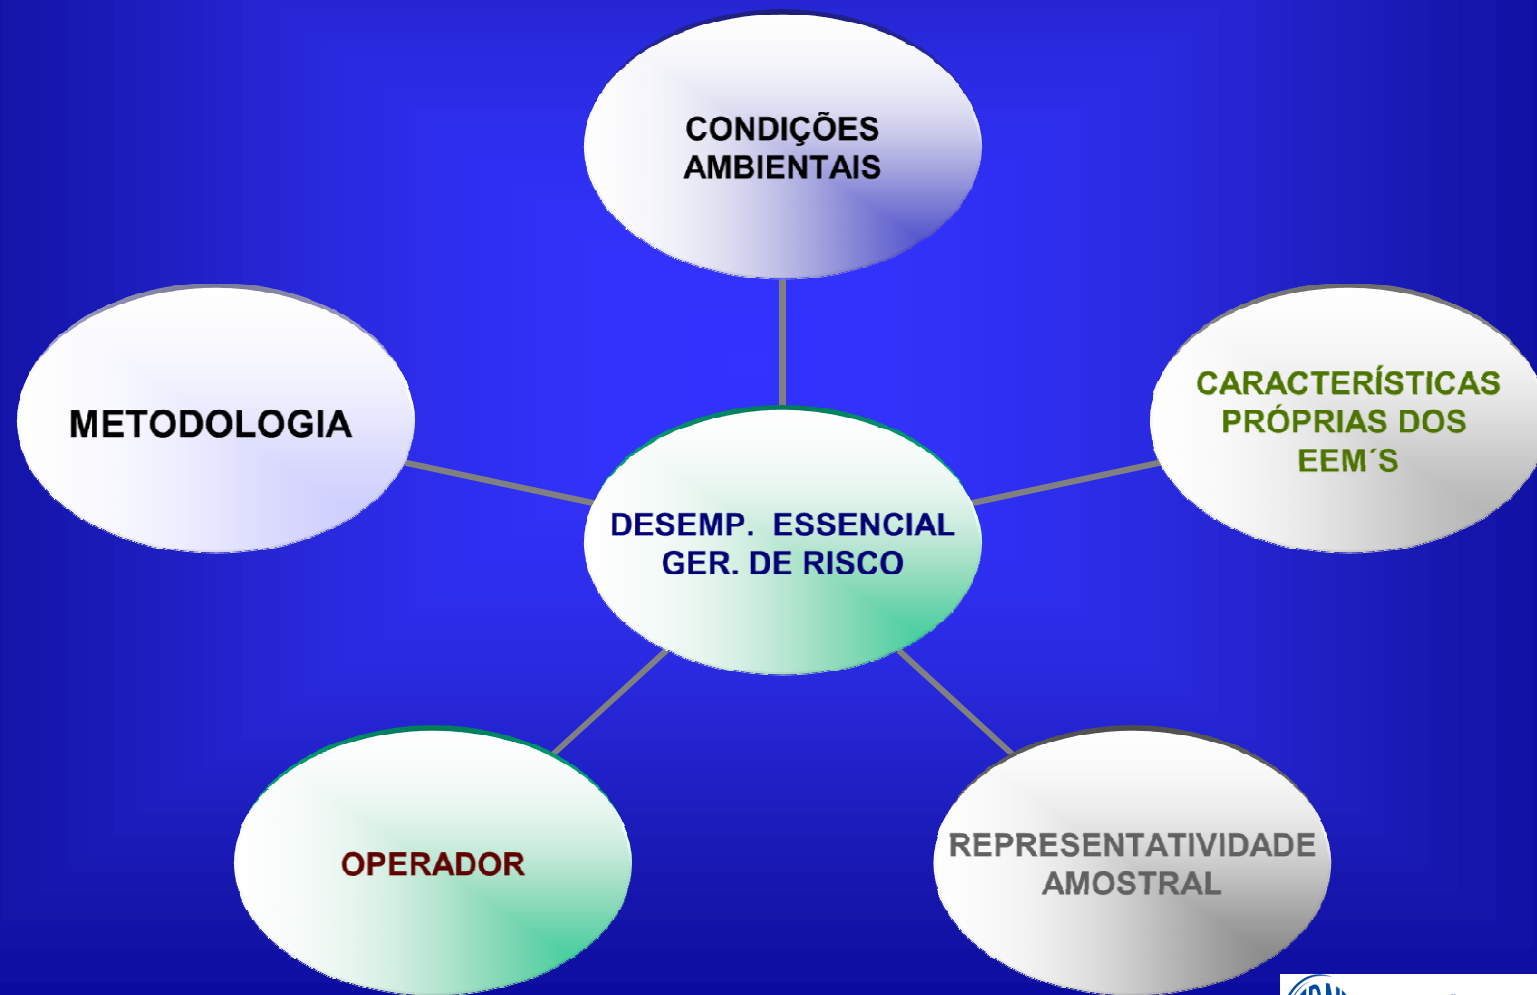 CONDIÇÕES
AMBIENTAIS
METODOLOGIA
CARACTERÍSTICAS
PRÓPRIAS DOS
EEM´S
DESEMP. ESSENCIAL
GER. DE RISCO
OPERADOR
REPRESENTATIVIDADE
AMOSTRAL